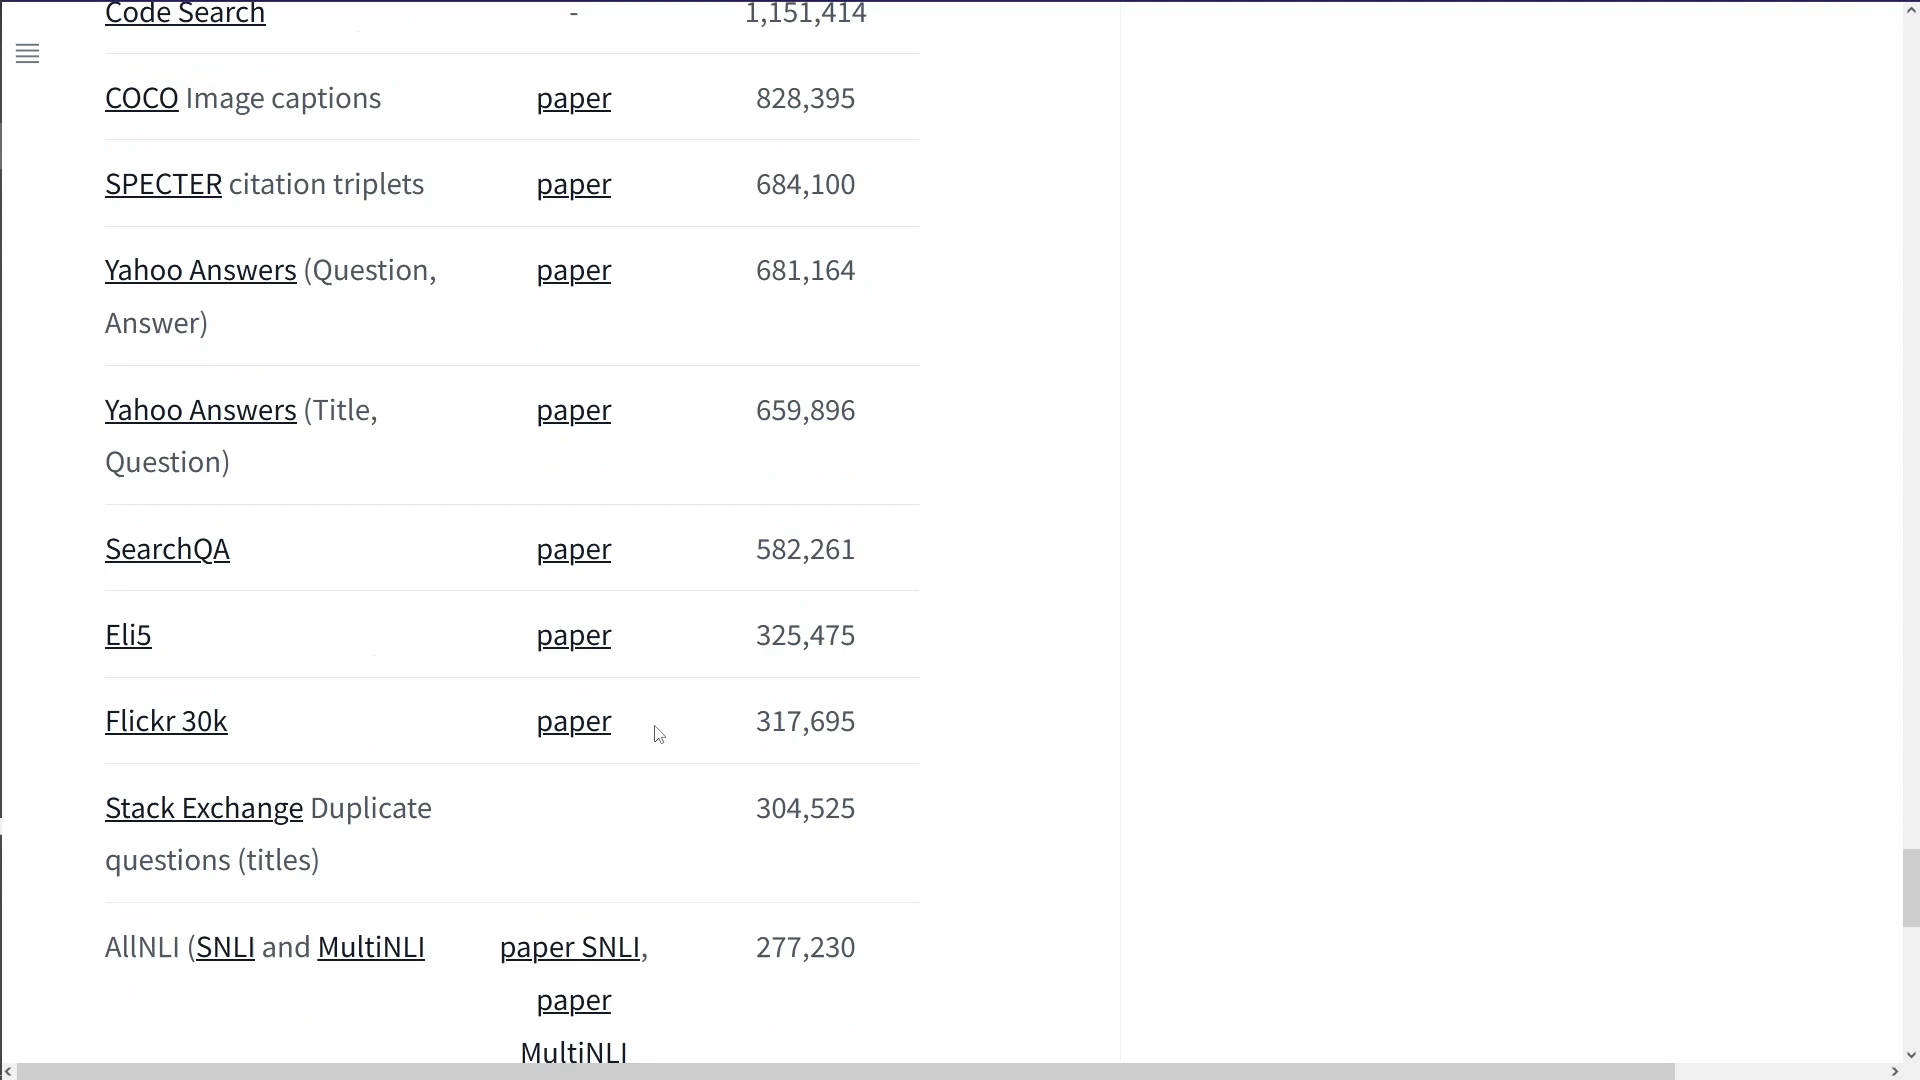 Code Search - 1,151,414
COCO Image captions paper 828,395
SPECTER citation triplets paper 684,100
Yahoo Answers (Question, paper 681,164
Answer)
Yahoo Answers (Title, paper 659,896
Question)
SearchQA paper 582,261
Eli5 paper 325,475
Flickr 30k paper 317,695
Stack Exchange Duplicate 304,525
questions (titles)
AllNLI (SNLI and MultiNLI paper SNLI, 277,230
paper
MultiNLI